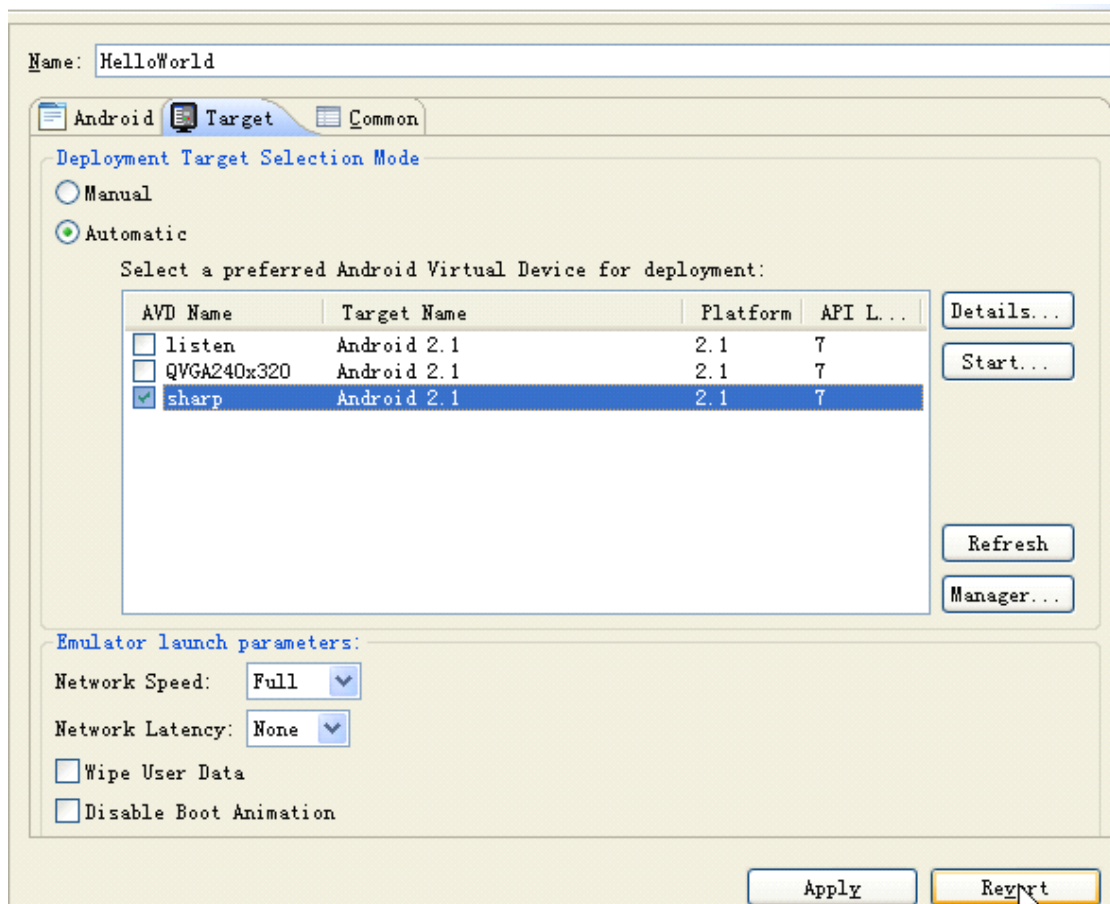 Name: HelloWorld
Android Target Common
Deployment Target Selection Mode
Manual
Automatic
Select a preferred Android Virtual Device for deployment:
AVD Name Target Name Platform API L...
listen Android 2.1 2.1 7
QVGA240x320 Android 2.1 2.1 7
sharp Android 2.1 2.1 7
Details...
Start...
Refresh
Manager...
Emulator launch parameters:
Network Speed: Full
Network Latency: None
Wipe User Data
Disable Boot Animation
Apply Revert